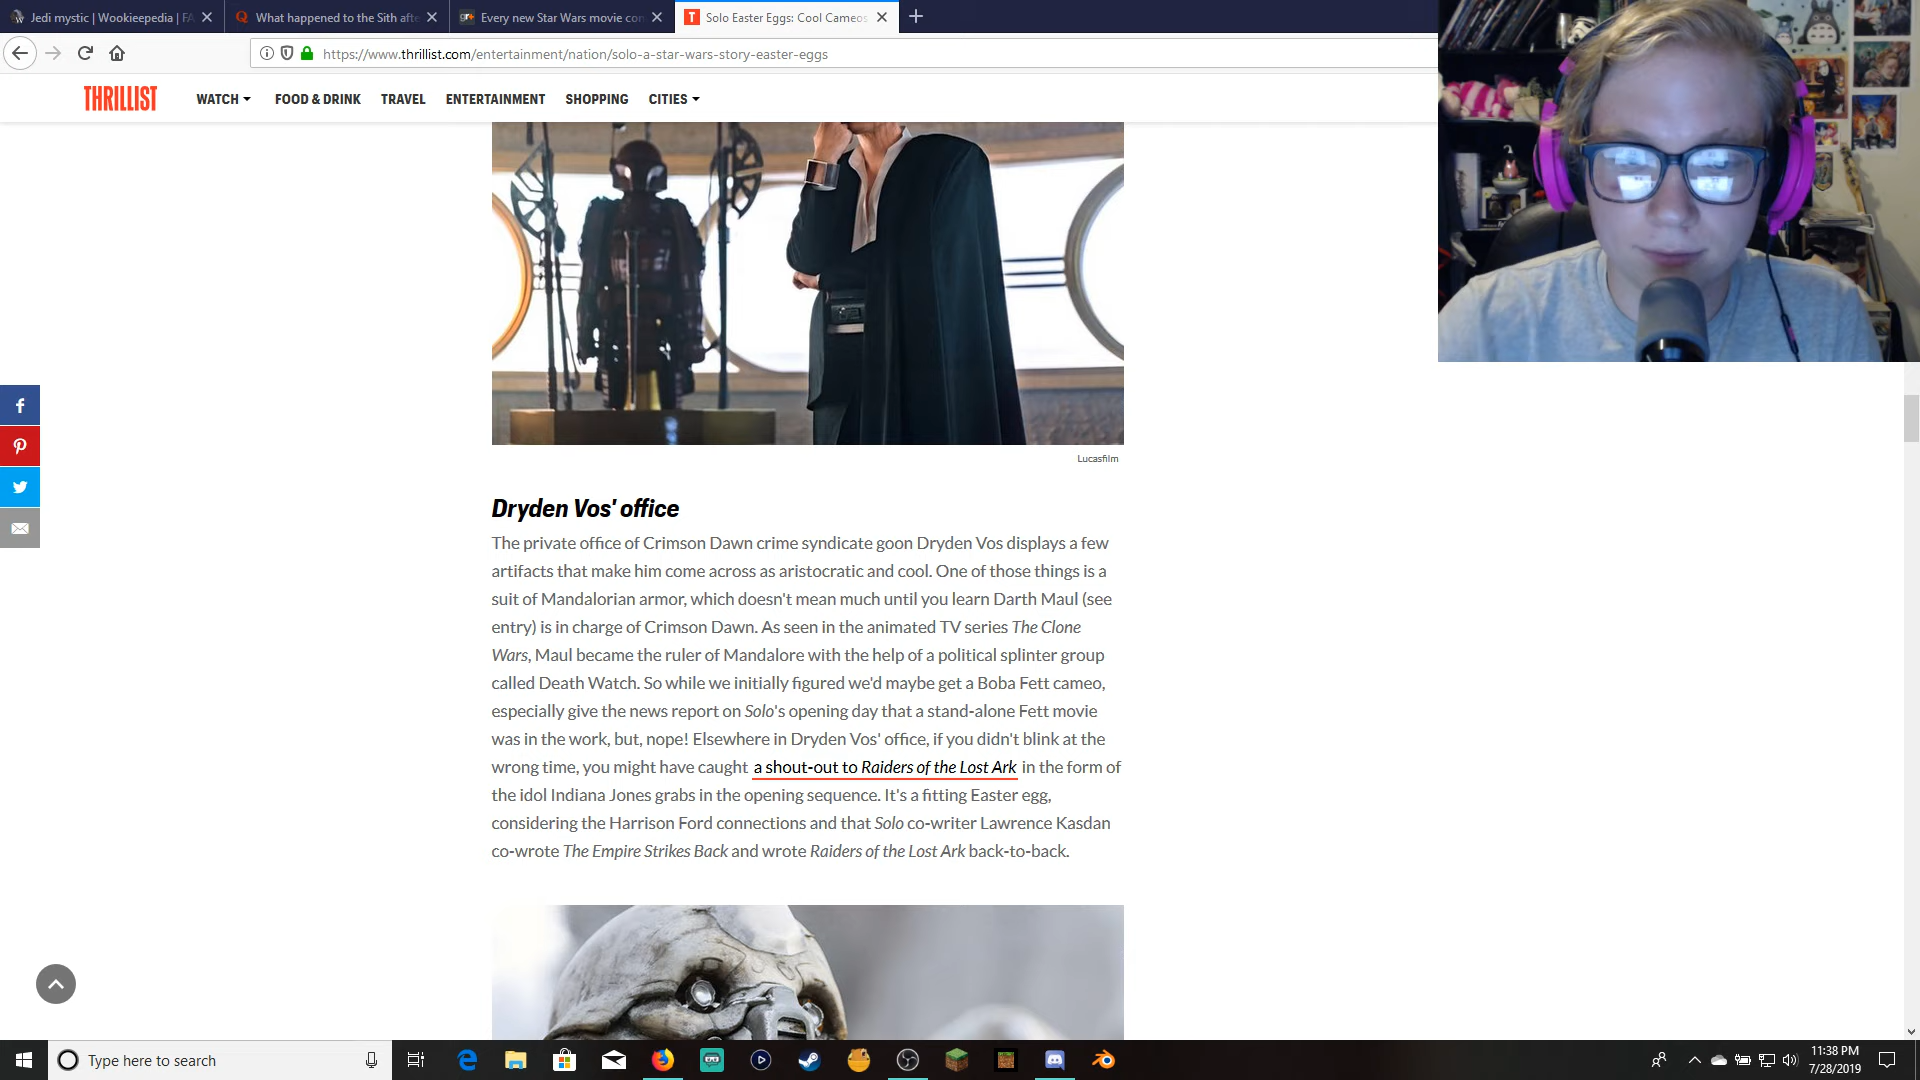 Jedi mystic | Wookieepedia | FA
What happened to the Sith afte
Every new Star Wars movie con
Solo Easter Eggs: Cool Cameos
https://www.thrillist.com/entertainment/nation/solo-a-star-wars-story-easter-eggs
THRILLIST
WATCH FOOD & DRINK TRAVEL ENTERTAINMENT SHOPPING CITIES
Lucasfilm
Dryden Vos' office
The private office of Crimson Dawn crime syndicate goon Dryden Vos displays a few
artifacts that make him come across as aristocratic and cool. One of those things is a
suit of Mandalorian armor, which doesn't mean much until you learn Darth Maul (see
entry) is in charge of Crimson Dawn. As seen in the animated TV series The Clone
Wars, Maul became the ruler of Mandalore with the help of a political splinter group
called Death Watch. So while we initially figured we'd maybe get a Boba Fett cameo,
especially give the news report on Solo's opening day that a stand-alone Fett movie
was in the work, but, nope! Elsewhere in Dryden Vos' office, if you didn't blink at the
wrong time, you might have caught a shout-out to Raiders of the Lost Ark in the form of
the idol Indiana Jones grabs in the opening sequence. It's a fitting Easter egg,
considering the Harrison Ford connections and that Solo co-writer Lawrence Kasdan
co-wrote The Empire Strikes Back and wrote Raiders of the Lost Ark back-to-back.
Type here to search
11:38 PM
7/28/2019